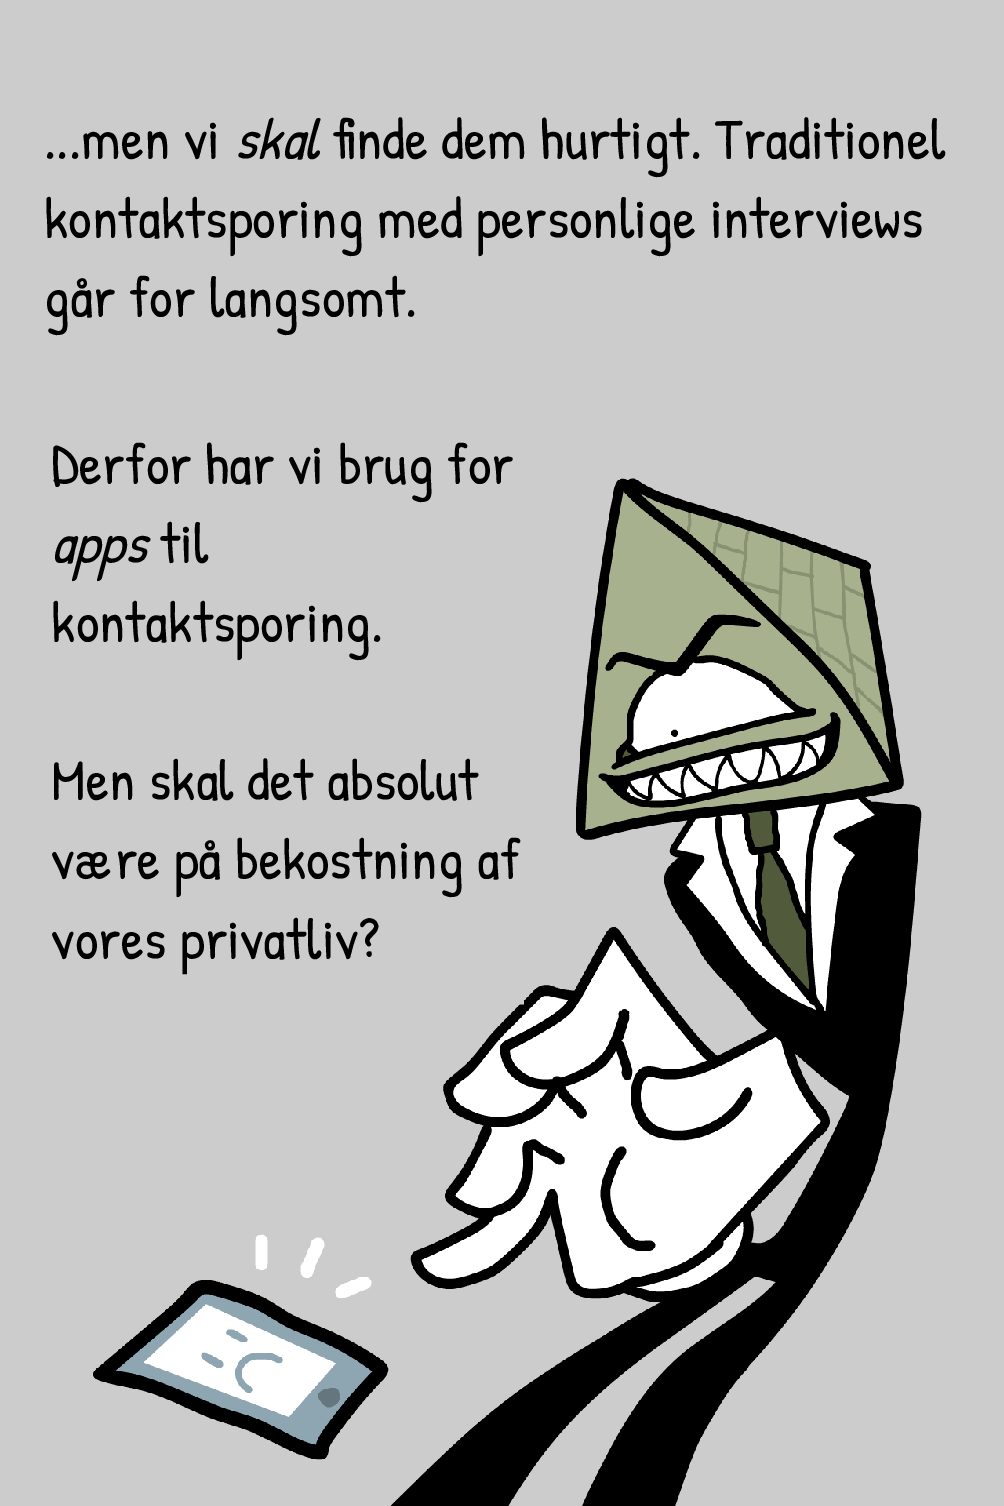 ...men vi skal finde dem hurtigt. Traditionel
kontaktsporing med personlige interviews
går for langsomt.
Derfor har vi brug for
apps til
kontaktsporing.
Men skal det absolut
være på bekostning af
vores privatliv?